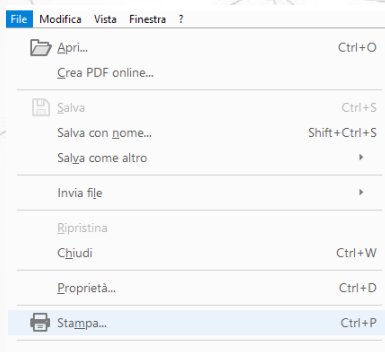 File Modifica Vista Finestra ?
Apri... Ctrl+O
Crea PDF online...
Salva Ctrl+S
Salva con nome... Shift+Ctrl+S
Salva come altro
Invia file
Ripristina
Chiudi Ctrl+W
Proprietà... Ctrl+D
Stampa... Ctrl+P